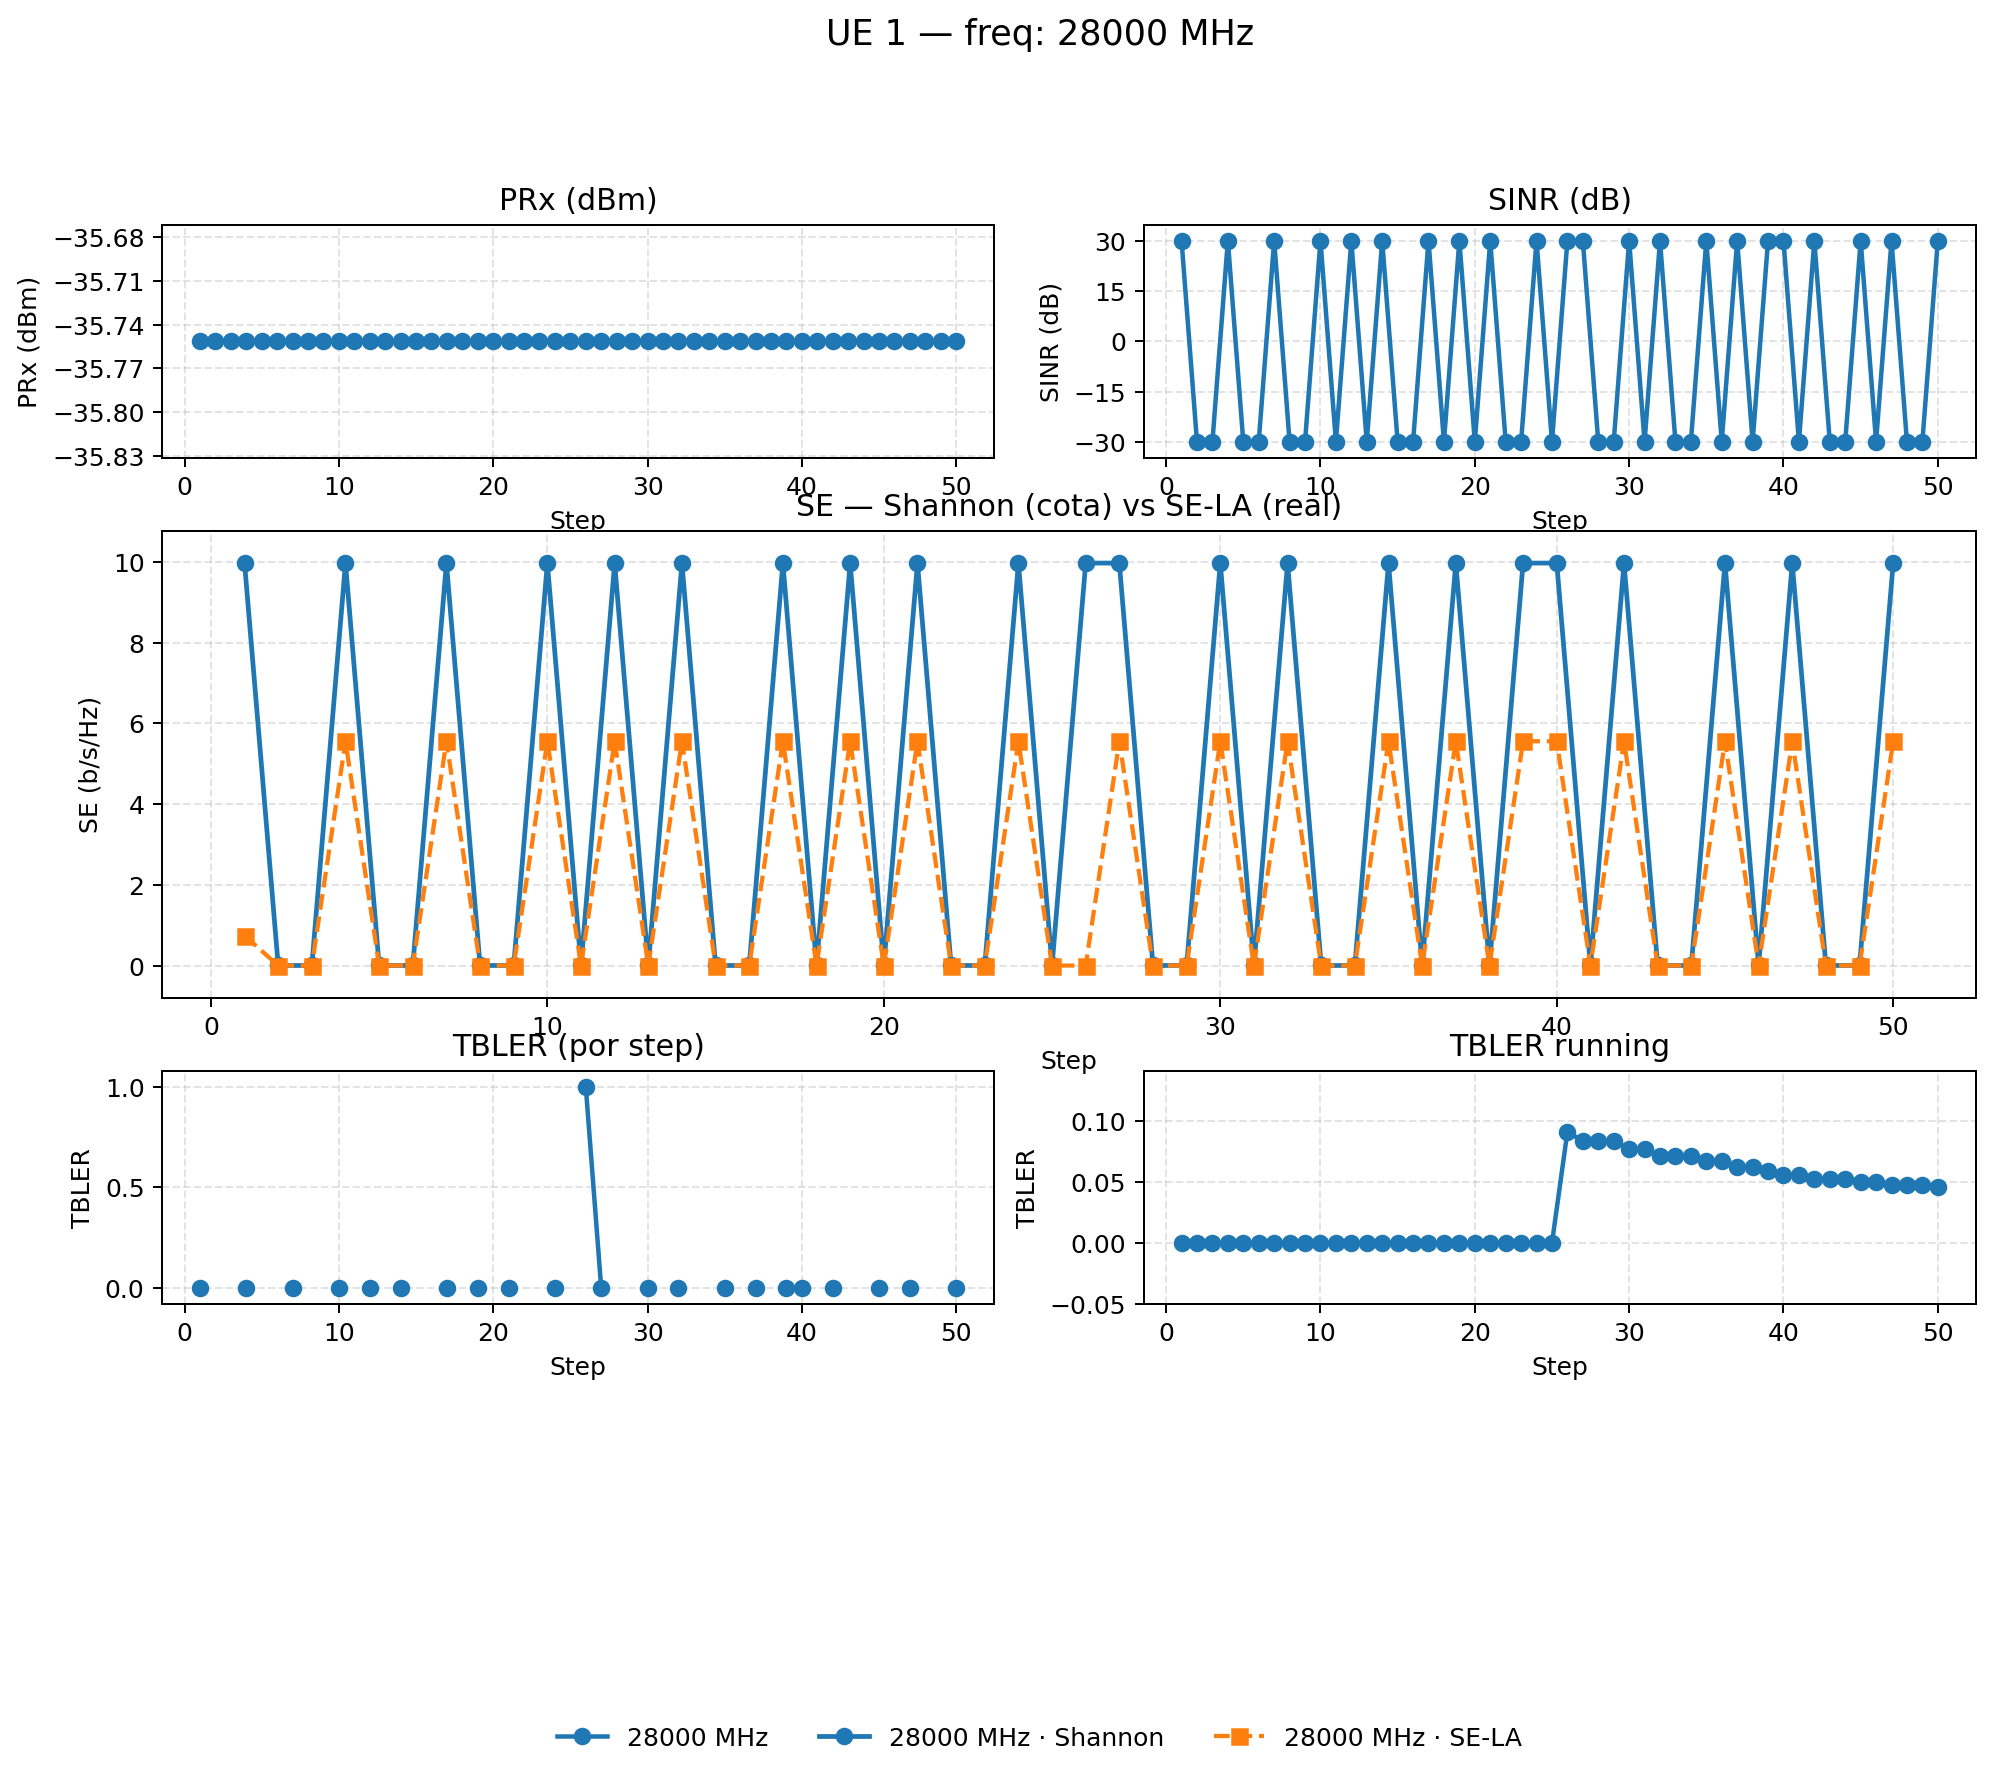 UE 1 — freq: 28000 MHz
PRx (dBm)
PRx (dBm)
−35.68
−35.71
−35.74
−35.77
−35.80
−35.83
0 10 20 30 40 50
Step
SINR (dB)
SINR (dB)
30
15
0
−15
−30
0 10 20 30 40 50
Step
SE — Shannon (cota) vs SE-LA (real)
SE (b/s/Hz)
10
8
6
4
2
0
0 10 20 30 40 50
Step
TBLER (por step)
TBLER
1.0
0.5
0.0
0 10 20 30 40 50
Step
TBLER running
TBLER
0.10
0.05
0.00
−0.05
0 10 20 30 40 50
Step
28000 MHz 28000 MHz · Shannon 28000 MHz · SE-LA